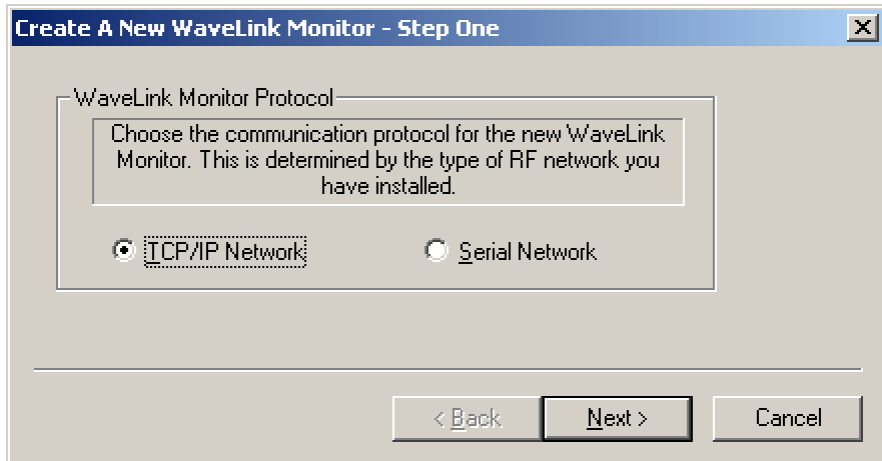 Create A New WaveLink Monitor - Step One
WaveLink Monitor Protocol
Choose the communication protocol for the new WaveLink
Monitor. This is determined by the type of RF network you
have installed.
TCP/IP Network
Serial Network
< Back
Next >
Cancel